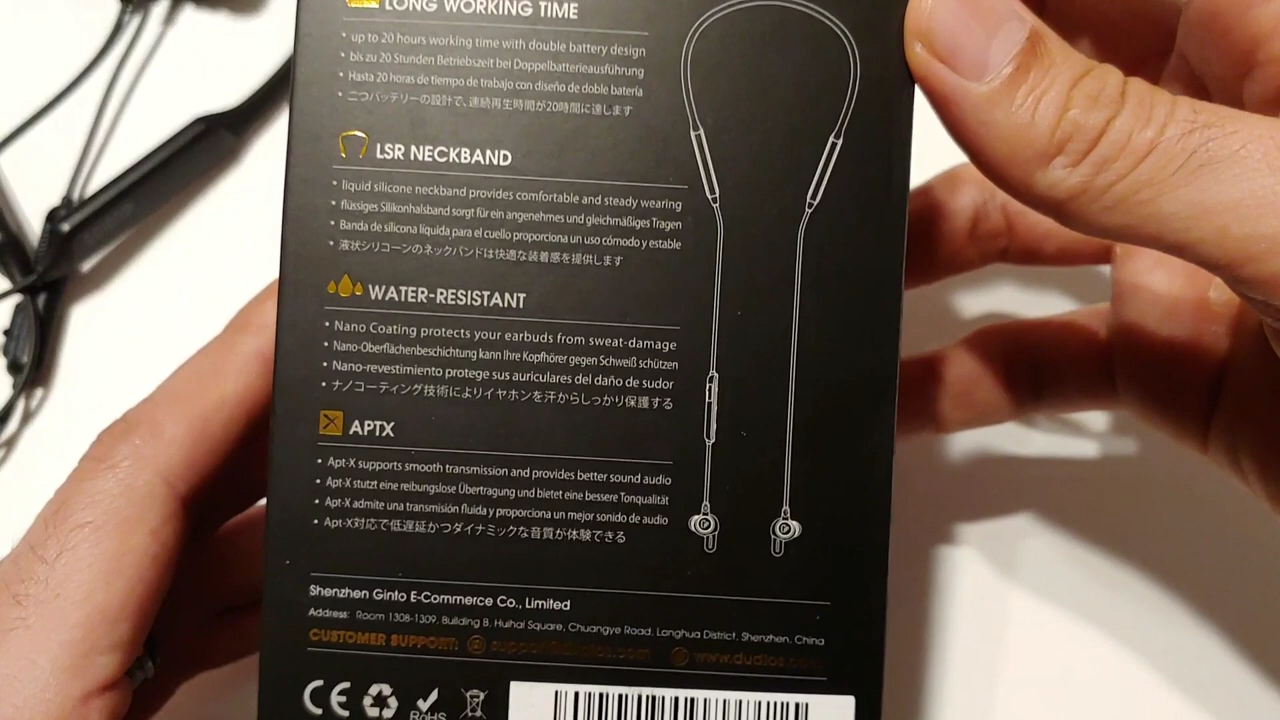 LONG WORKING TIME
• up to 20 hours working time with double battery design
• bis zu 20 Stunden Betriebszeit bei Doppelbatterieausführung
• Hasta 20 horas de tiempo de trabajo con diseño de doble batería
• 二つバッテリーの設計で、連続再生時間が20時間に達します
LSR NECKBAND
• liquid silicone neckband provides comfortable and steady wearing
• flüssiges Silikonhalsband sorgt für ein angenehmes und gleichmäßiges Tragen
• Banda de silicona líquida para el cuello proporciona un uso cómodo y estable
• 液状シリコーンのネックバンドは快適な装着感を提供します
WATER-RESISTANT
• Nano Coating protects your earbuds from sweat-damage
• Nano-Oberflächenbeschichtung kann Ihre Kopfhörer gegen Schweiß schützen
• Nano-revestimiento protege sus auriculares del daño de sudor
• ナノコーティング技術によりイヤホンを汗からしっかり保護する
APTX
• Apt-X supports smooth transmission and provides better sound audio
• Apt-X stutzt eine reibungslose Übertragung und bietet eine bessere Tonqualität
• Apt-X admite una transmisión fluida y proporciona un mejor sonido de audio
• Apt-X対応で低遅延かつダイナミックな音質が体験できる
Shenzhen Ginto E-Commerce Co., Limited
Address: Room 1308-1309, Building B, Huihai Square, Chuangye Road, Longhua District, Shenzhen, China
CUSTOMER SUPPORT: www.dudios.com
CE RoHS